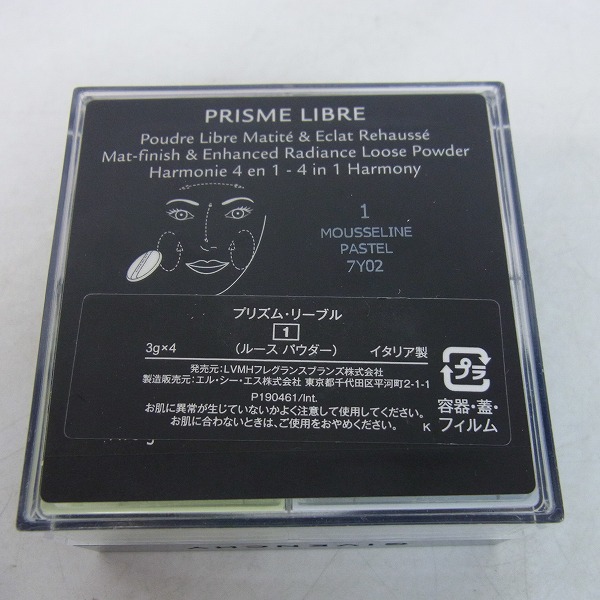 PRISME LIBRE
Poudre Libre Matité & Eclat Rehaussé
Mat-finish & Enhanced Radiance Loose Powder
Harmonie 4 en 1 - 4 in 1 Harmony
1
MOUSSELINE
PASTEL
7Y02
プリズム・リーブル
1
3g×4 (ルース パウダー) イタリア製
発売元:LVMHフレグランスブランズ株式会社
製造販売元:エル・シー・エス株式会社 東京都千代田区平河町2-1-1
P190461/Int.
お肌に異常が生じていないかよく注意して使用してください。
お肌に合わないときは、ご使用をおやめください。 K
プラ
容器・蓋・
フィルム
GIVENCHY